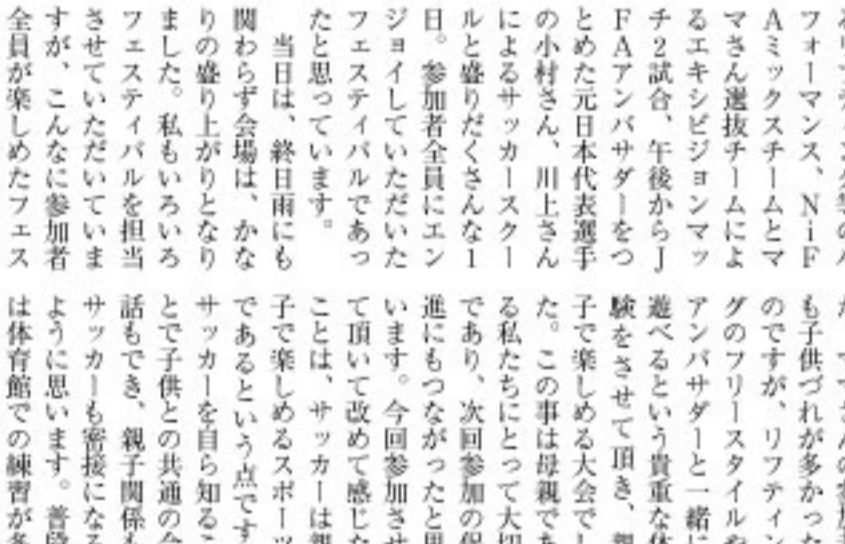 フォーマンス、NiF
Aミックスチームとマ
マさん選抜チームによ
るエキシビジョンマッ
チ2試合、午後からJ
FAアンバサダーをつ
とめた元日本代表選手
の小村さん、川上さん
によるサッカースクー
ルと盛りだくさんな1
日。参加者全員にエン
ジョイしていただいた
フェスティバルであっ
たと思っています。
当日は、終日雨にも
関わらず会場は、かな
りの盛り上がりとなり
ました。私もいろいろ
フェスティバルを担当
させていただいていま
すが、こんなに参加者
全員が楽しめたフェス
も子供づれが多かった
のですが、リフティン
グのフリースタイルや
アンバサダーと一緒に
遊べるという貴重な体
験をさせて頂き、親
子で楽しめる大会でし
た。この事は母親であ
る私たちにとって大切
であり、次回参加の促
進にもつながったと思
います。今回参加させ
て頂いて改めて感じた
ことは、サッカーは親
子で楽しめるスポーツ
であるという点です
サッカーを自ら知るこ
とで子供との共通の会
話もでき、親子関係も
サッカーも密接になる
ように思います。普段
は体育館での練習が多